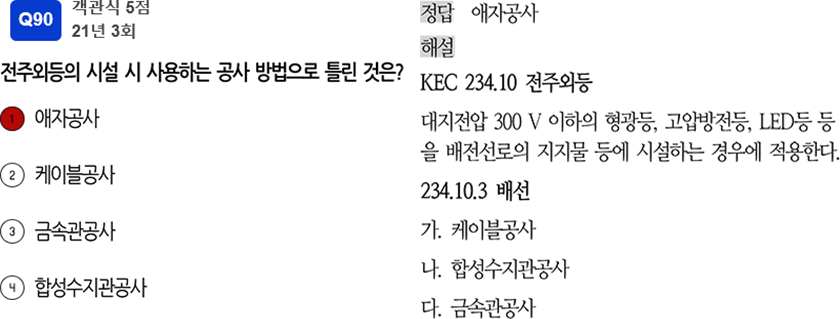 Q90
객관식 5점
21년 3회
전주외등의 시설 시 사용하는 공사 방법으로 틀린 것은?
1 애자공사
2 케이블공사
3 금속관공사
4 합성수지관공사
정답 애자공사
해설
KEC 234.10 전주외등
대지전압 300 V 이하의 형광등, 고압방전등, LED등 등
을 배전선로의 지지물 등에 시설하는 경우에 적용한다.
234.10.3 배선
가. 케이블공사
나. 합성수지관공사
다. 금속관공사